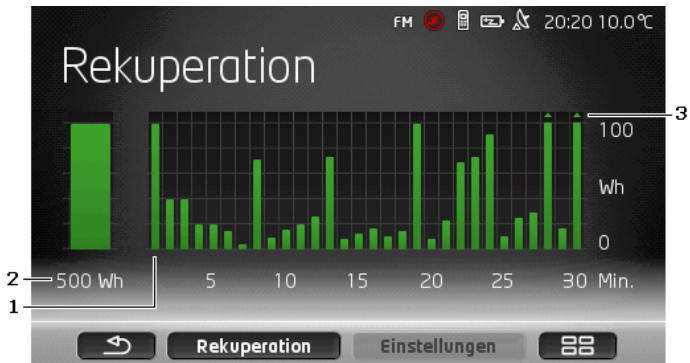 FM 20:20 10.0°C
Rekuperation
3
100
Wh
0
2
500 Wh 5 10 15 20 25 30 Min.
1
Rekuperation Einstellungen